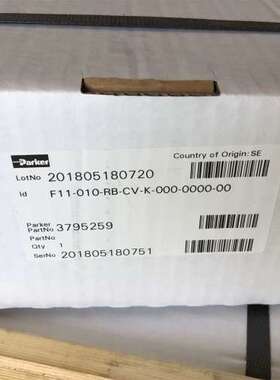 Parker
Country of Origin: SE
LotNo 201805180720
Id F11-010-RB-CV-K-000-0000-00
Parker
PartNo 3795259
PartNo
Q'ty 1
SerNo 201805180751